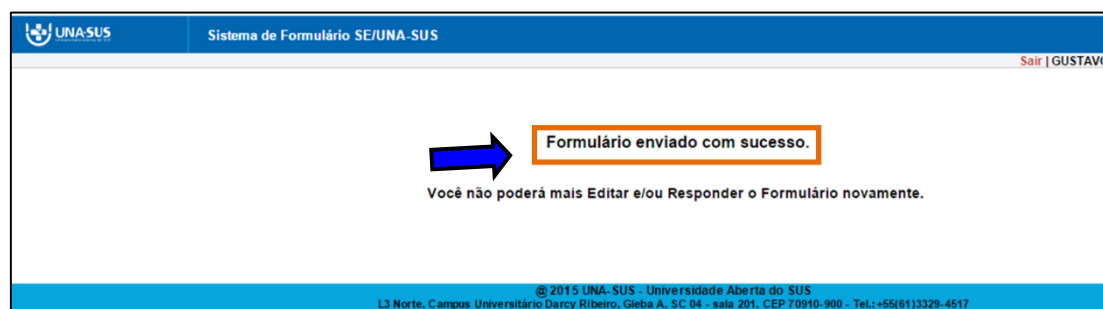 UNA-SUS
Sistema de Formulário SE/UNA-SUS
Sair | GUSTAVO
Formulário enviado com sucesso.
Você não poderá mais Editar e/ou Responder o Formulário novamente.
@ 2015 UNA-SUS - Universidade Aberta do SUS
L3 Norte, Campus Universitário Darcy Ribeiro, Gleba A, SC 04 - sala 201, CEP 70910-900 - Tel.:+55(61)3329-4517